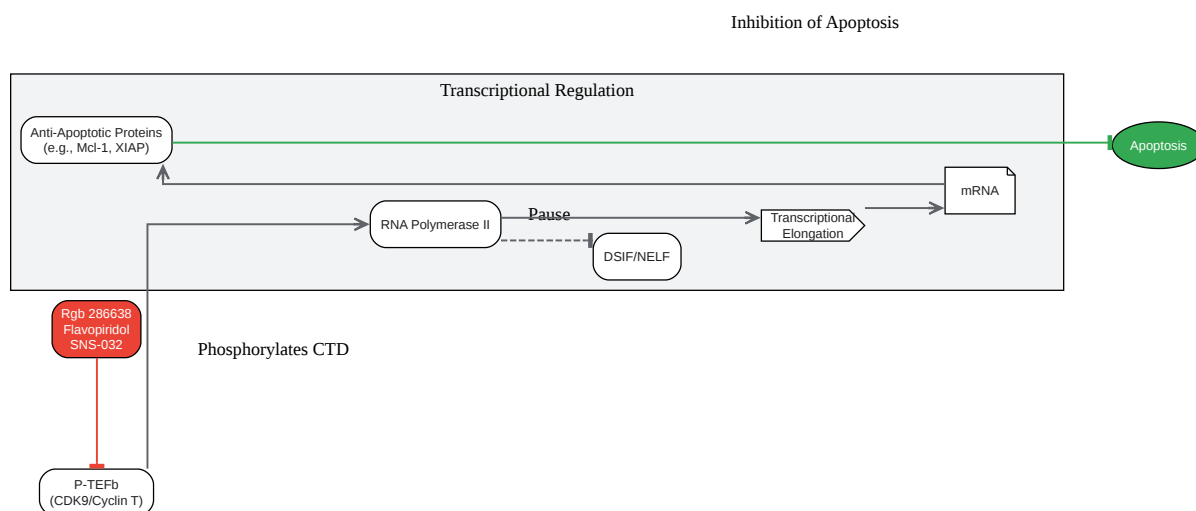 Inhibition of Apoptosis
Transcriptional Regulation
Anti-Apoptotic Proteins
(e.g., Mcl-1, XIAP)
Apoptosis
mRNA
RNA Polymerase II
Pause
Transcriptional
Elongation
DSIF/NELF
Rgb 286638
Flavopiridol
SNS-032
Phosphorylates CTD
P-TEFb
(CDK9/Cyclin T)